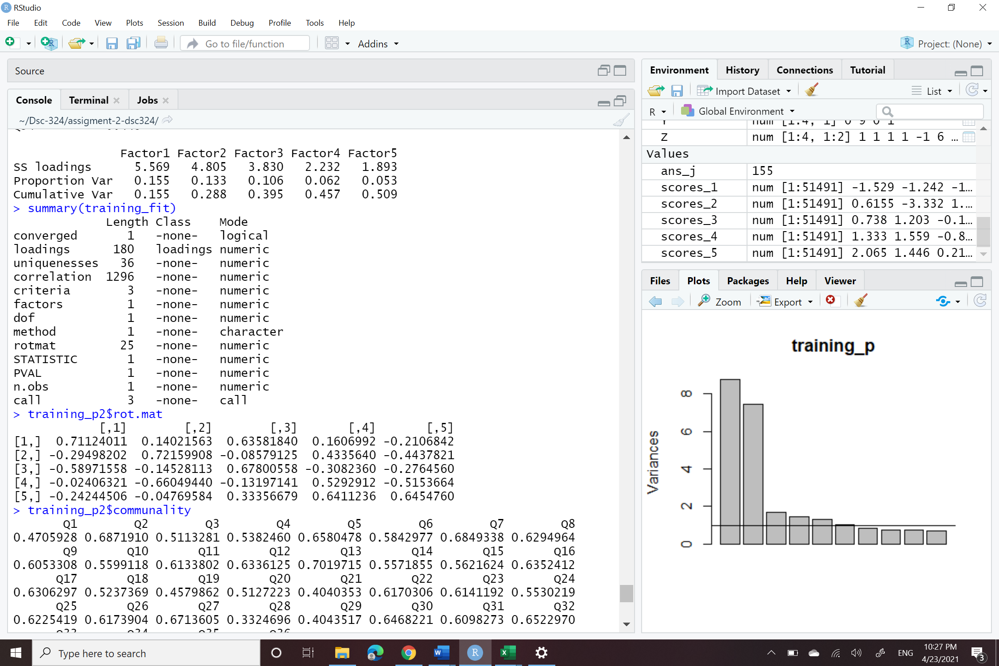 RStudio
File Edit Code View Plots Session Build Debug Profile Tools Help
Go to file/function Addins Project: (None)
Source
Console Terminal Jobs
~/Dsc-324/assigment-2-dsc324/
Factor1 Factor2 Factor3 Factor4 Factor5
SS loadings 5.569 4.805 3.830 2.232 1.893
Proportion Var 0.155 0.133 0.106 0.062 0.053
Cumulative Var 0.155 0.288 0.395 0.457 0.509
> summary(training_fit)
Length Class Mode
converged 1 -none- logical
loadings 180 loadings numeric
uniquenesses 36 -none- numeric
correlation 1296 -none- numeric
criteria 3 -none- numeric
factors 1 -none- numeric
dof 1 -none- numeric
method 1 -none- character
rotmat 25 -none- numeric
STATISTIC 1 -none- numeric
PVAL 1 -none- numeric
n.obs 1 -none- numeric
call 3 -none- call
> training_p2$rot.mat
[,1] [,2] [,3] [,4] [,5]
[1,] 0.71124011 0.14021563 0.63581840 0.1606992 -0.2106842
[2,] -0.29498202 0.72159908 -0.08579125 0.4335640 -0.4437821
[3,] -0.58971558 -0.14528113 0.67800558 -0.3082360 -0.2764560
[4,] -0.02406321 -0.66049440 -0.13197141 0.5292912 -0.5153664
[5,] -0.24244506 -0.04769584 0.33356679 0.6411236 0.6454760
> training_p2$communality
Q1 Q2 Q3 Q4 Q5 Q6 Q7 Q8
0.4705928 0.6871910 0.5113281 0.5382460 0.6580478 0.5842977 0.6849338 0.6294964
Q9 Q10 Q11 Q12 Q13 Q14 Q15 Q16
0.6053308 0.5599118 0.6133802 0.6336125 0.7019715 0.5571855 0.5621624 0.6352412
Q17 Q18 Q19 Q20 Q21 Q22 Q23 Q24
0.6306297 0.5237369 0.4579862 0.5127223 0.4040353 0.6170306 0.6141192 0.5530219
Q25 Q26 Q27 Q28 Q29 Q30 Q31 Q32
0.6225419 0.6173904 0.6713605 0.3324696 0.4043517 0.6468221 0.6098273 0.6522970
Environment History Connections Tutorial
Import Dataset List
R Global Environment
Z num [1:4, 1:2] 1 1 1 1 -1 6 ...
Values
ans_j 155
scores_1 num [1:51491] -1.529 -1.242 -1...
scores_2 num [1:51491] 0.6155 -3.332 1....
scores_3 num [1:51491] 0.738 1.203 -0.1...
scores_4 num [1:51491] 1.333 1.559 -0.8...
scores_5 num [1:51491] 2.065 1.446 0.21...
Files Plots Packages Help Viewer
Zoom Export
training_p
Variances
8
6
4
2
0
Type here to search
ENG
10:27 PM
4/23/2021
3